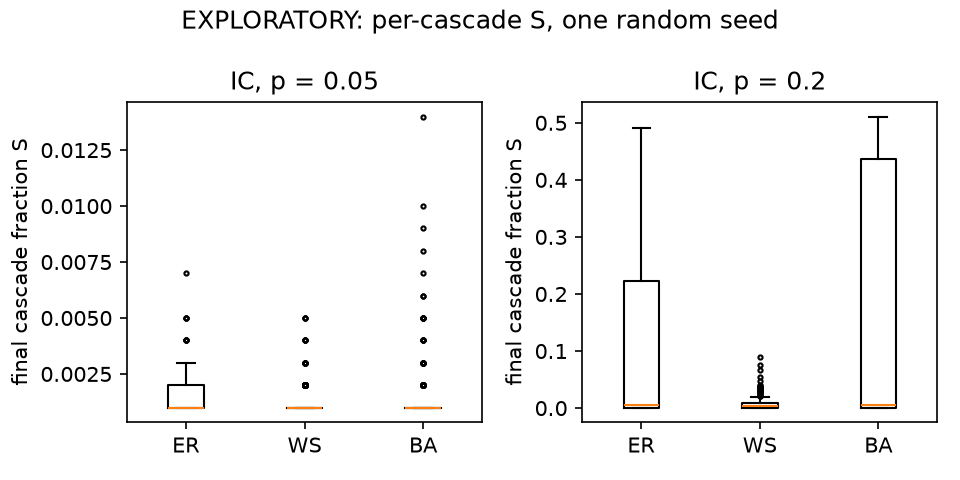 EXPLORATORY: per-cascade S, one random seed
IC, p = 0.05
final cascade fraction S
0.0125
0.0100
0.0075
0.0050
0.0025
ER WS BA
IC, p = 0.2
final cascade fraction S
0.5
0.4
0.3
0.2
0.1
0.0
ER WS BA